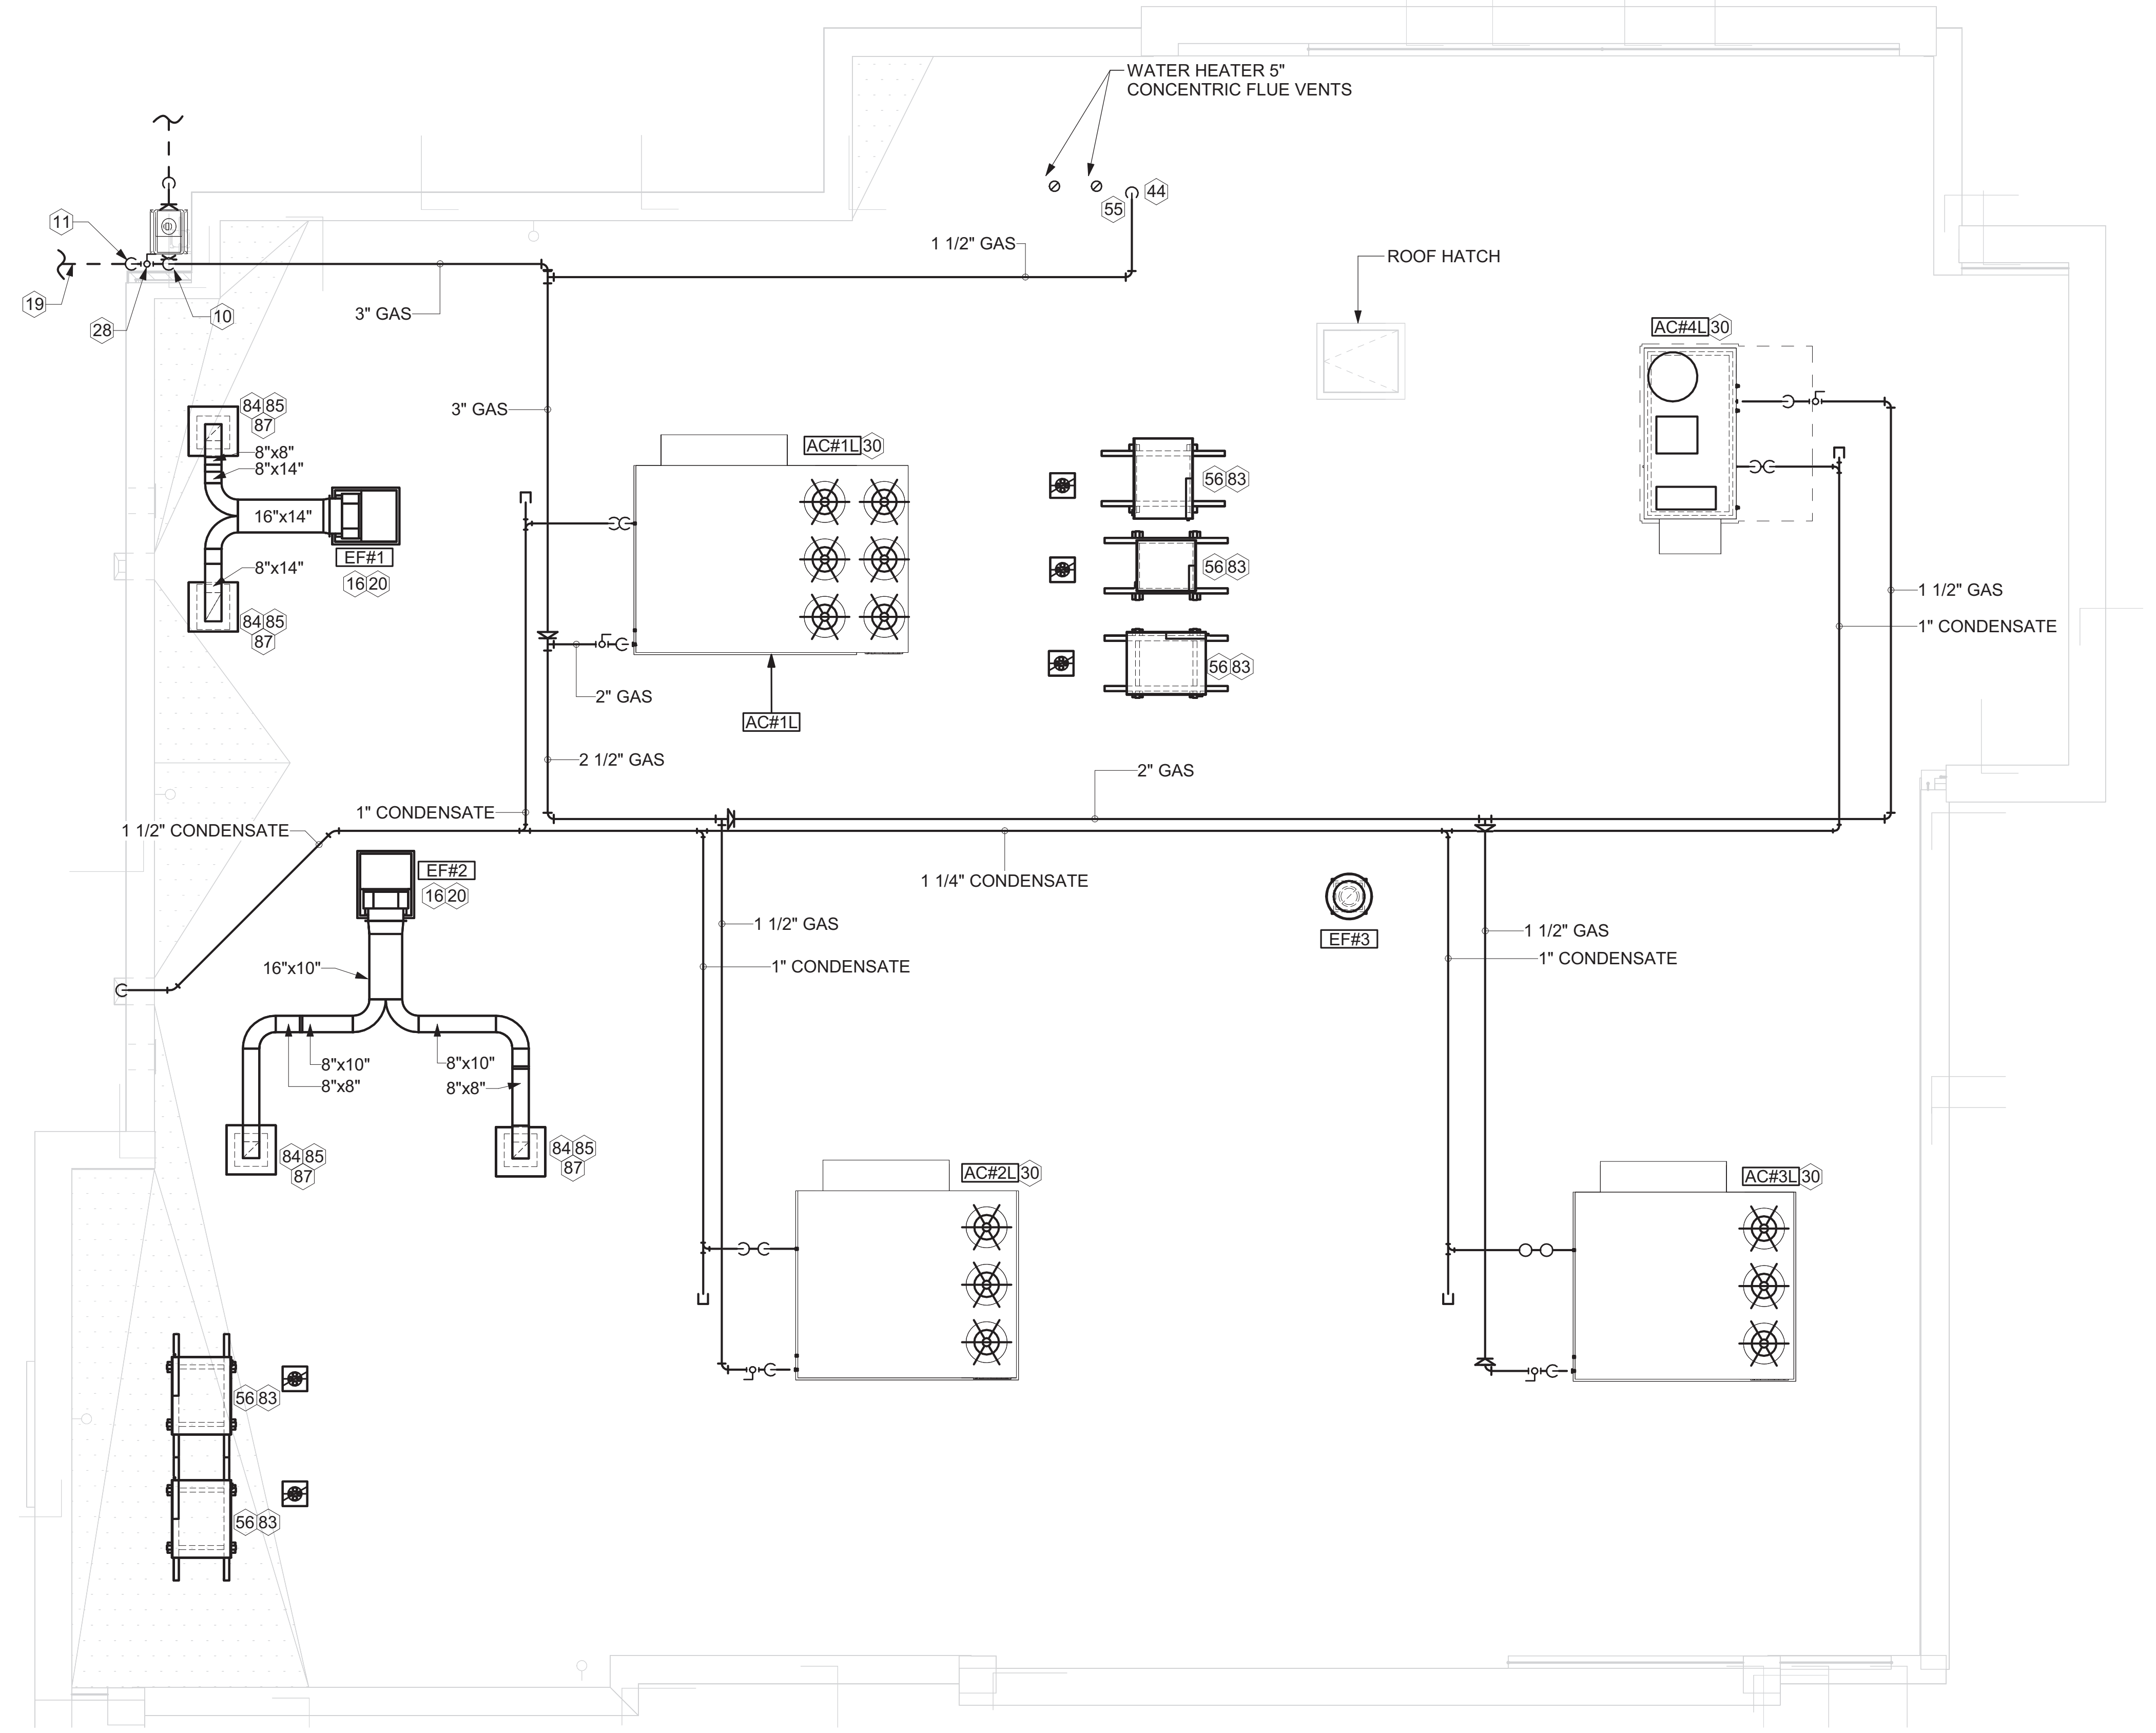 WATER HEATER 5"
CONCENTRIC FLUE VENTS
44
55
11
1 1/2" GAS
ROOF HATCH
19
28
10
3" GAS
AC#4L 30
3" GAS
84 85
87
8"x8"
8"x14"
AC#1L 30
56 83
16"x14"
EF#1
16 20
8"x14"
56 83
1 1/2" GAS
84 85
87
1" CONDENSATE
56 83
2" GAS
AC#1L
2 1/2" GAS
2" GAS
1" CONDENSATE
1 1/2" CONDENSATE
EF#2
16 20
1 1/4" CONDENSATE
1 1/2" GAS
EF#3
1 1/2" GAS
16"x10"
1" CONDENSATE
1" CONDENSATE
8"x10"
8"x10"
8"x8"
8"x8"
84 85
87
84 85
87
AC#2L 30
AC#3L 30
56 83
56 83